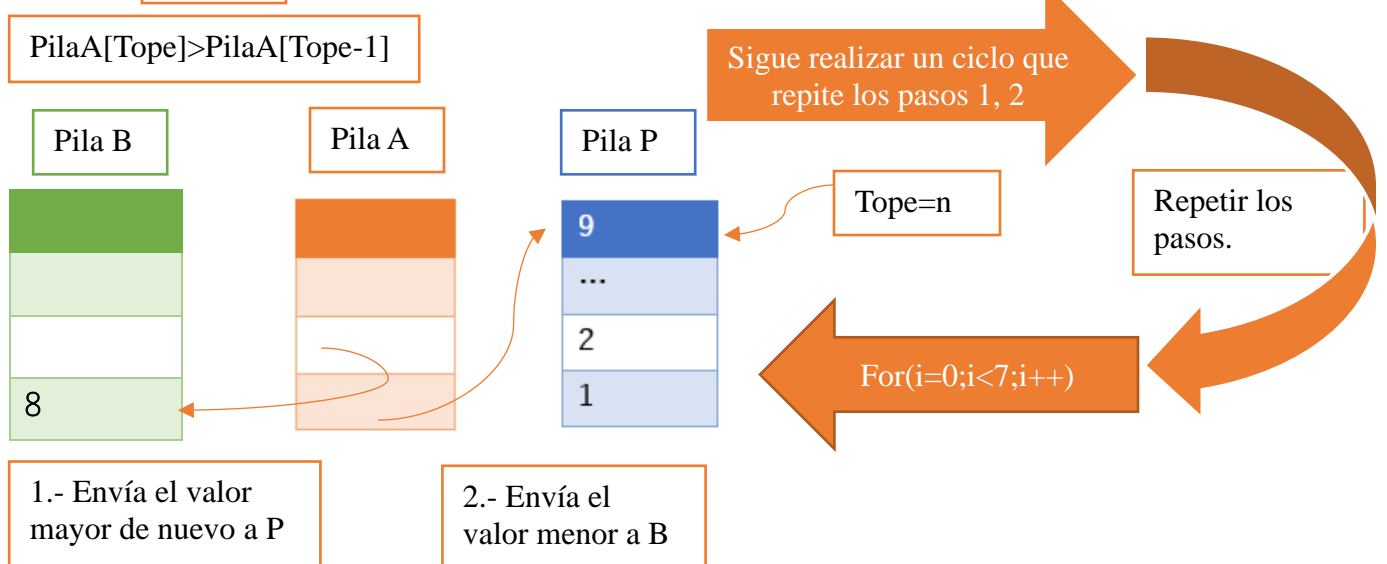 PilaA[Tope]>PilaA[Tope-1]
Sigue realizar un ciclo que
repite los pasos 1, 2
Pila B
Pila A
Pila P
Tope=n
Repetir los
pasos.
9
...
2
1
8
For(i=0;i<7;i++)
1.- Envía el valor
mayor de nuevo a P
2.- Envía el
valor menor a B